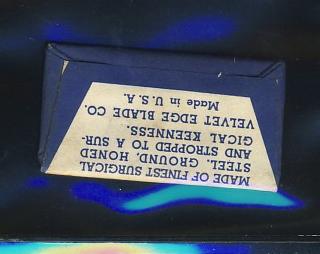 MADE OF FINEST SURGICAL
STEEL. GROUND, HONED
AND STROPPED TO A SUR-
GICAL KEENNESS.
VELVET EDGE BLADE CO.
Made in U.S.A.